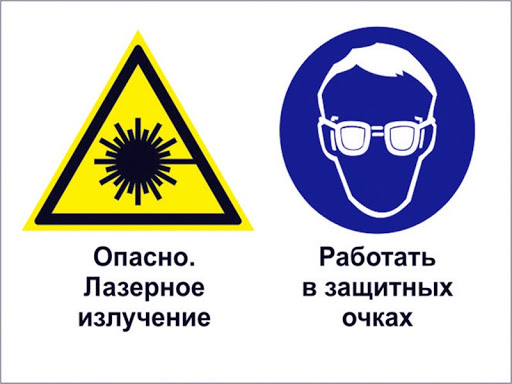 Опасно.
Лазерное
излучение
Работать
в защитных
очках